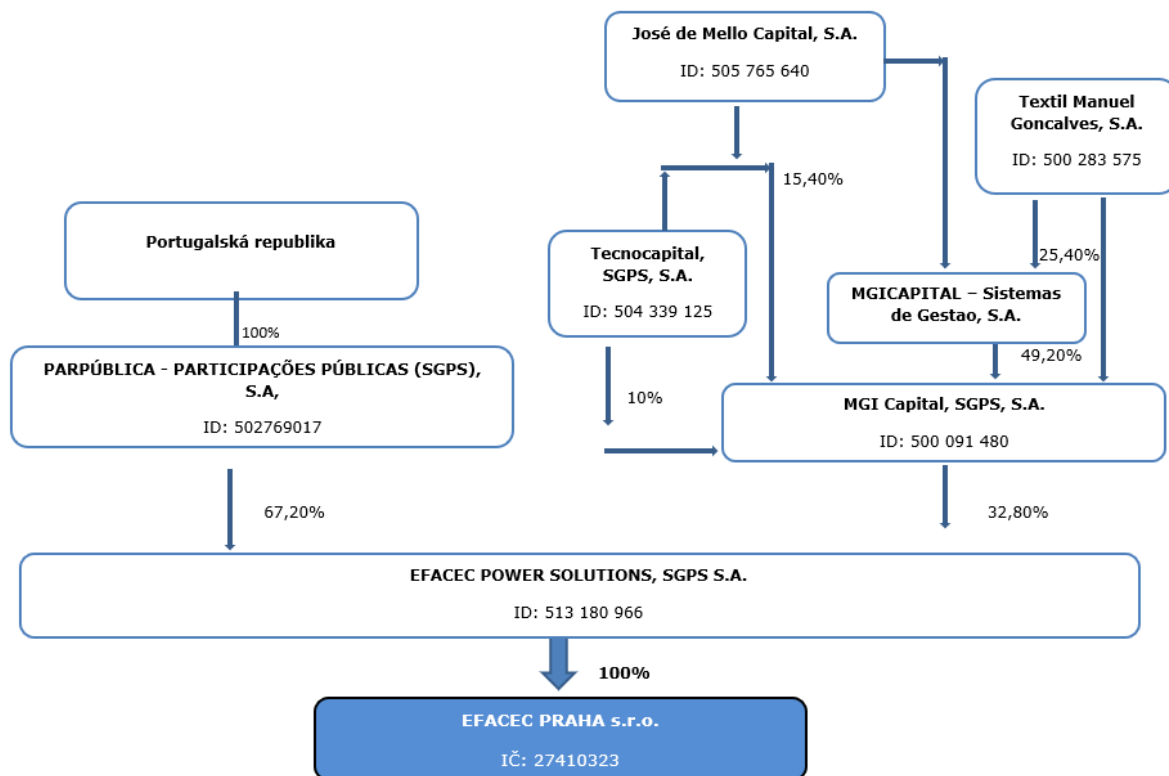 José de Mello Capital, S.A.
ID: 505 765 640
Textil Manuel
Goncalves, S.A.
ID: 500 283 575
15,40%
Portugalská republika
Tecnocapital,
SGPS, S.A.
ID: 504 339 125
25,40%
MGICAPITAL – Sistemas
de Gestao, S.A.
100%
49,20%
PARPÚBLICA - PARTICIPAÇÕES PÚBLICAS (SGPS),
S.A,
ID: 502769017
10%
MGI Capital, SGPS, S.A.
ID: 500 091 480
67,20%
32,80%
EFACEC POWER SOLUTIONS, SGPS S.A.
ID: 513 180 966
100%
EFACEC PRAHA s.r.o.
IČ: 27410323